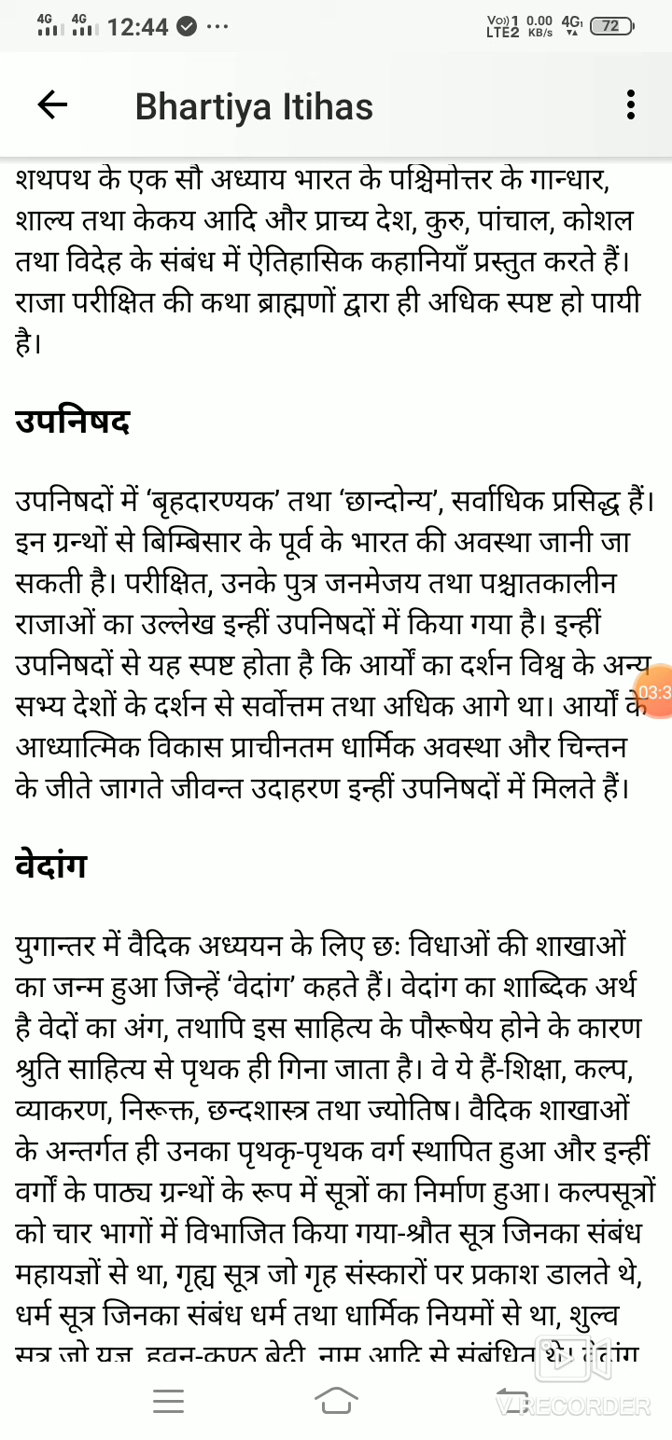 4G 4G 12:44 ... Vo)) 1 LTE2 0.00 KB/s 4G 72
Bhartiya Itihas
शथपथ के एक सौ अध्याय भारत के पश्चिमोत्तर के गान्धार,
शाल्य तथा केकय आदि और प्राच्य देश, कुरु, पांचाल, कोशल
तथा विदेह के संबंध में ऐतिहासिक कहानियाँ प्रस्तुत करते हैं।
राजा परीक्षित की कथा ब्राह्मणों द्वारा ही अधिक स्पष्ट हो पायी
है।
उपनिषद
उपनिषदों में ‘बृहदारण्यक’ तथा ‘छान्दोन्य’, सर्वाधिक प्रसिद्ध हैं।
इन ग्रन्थों से बिम्बिसार के पूर्व के भारत की अवस्था जानी जा
सकती है। परीक्षित, उनके पुत्र जनमेजय तथा पश्चातकालीन
राजाओं का उल्लेख इन्हीं उपनिषदों में किया गया है। इन्हीं
उपनिषदों से यह स्पष्ट होता है कि आर्यों का दर्शन विश्व के अन्य
सभ्य देशों के दर्शन से सर्वोत्तम तथा अधिक आगे था। आर्यों के
03:3
आध्यात्मिक विकास प्राचीनतम धार्मिक अवस्था और चिन्तन
के जीते जागते जीवन्त उदाहरण इन्हीं उपनिषदों में मिलते हैं।
वेदांग
युगान्तर में वैदिक अध्ययन के लिए छः विधाओं की शाखाओं
का जन्म हुआ जिन्हें ‘वेदांग’ कहते हैं। वेदांग का शाब्दिक अर्थ
है वेदों का अंग, तथापि इस साहित्य के पौरूषेय होने के कारण
श्रुति साहित्य से पृथक ही गिना जाता है। वे ये हैं-शिक्षा, कल्प,
व्याकरण, निरूक्त, छन्दशास्त्र तथा ज्योतिष। वैदिक शाखाओं
के अन्तर्गत ही उनका पृथकृ-पृथक वर्ग स्थापित हुआ और इन्हीं
वर्गों के पाठ्य ग्रन्थों के रूप में सूत्रों का निर्माण हुआ। कल्पसूत्रों
को चार भागों में विभाजित किया गया-श्रौत सूत्र जिनका संबंध
महायज्ञों से था, गृह्य सूत्र जो गृह संस्कारों पर प्रकाश डालते थे,
धर्म सूत्र जिनका संबंध धर्म तथा धार्मिक नियमों से था, शुल्व
सूत्र जो यज्ञ, हवन-कुण्ठ बेदी, नाम आदि से संबंधित थे। वेदांग
V RECORDER